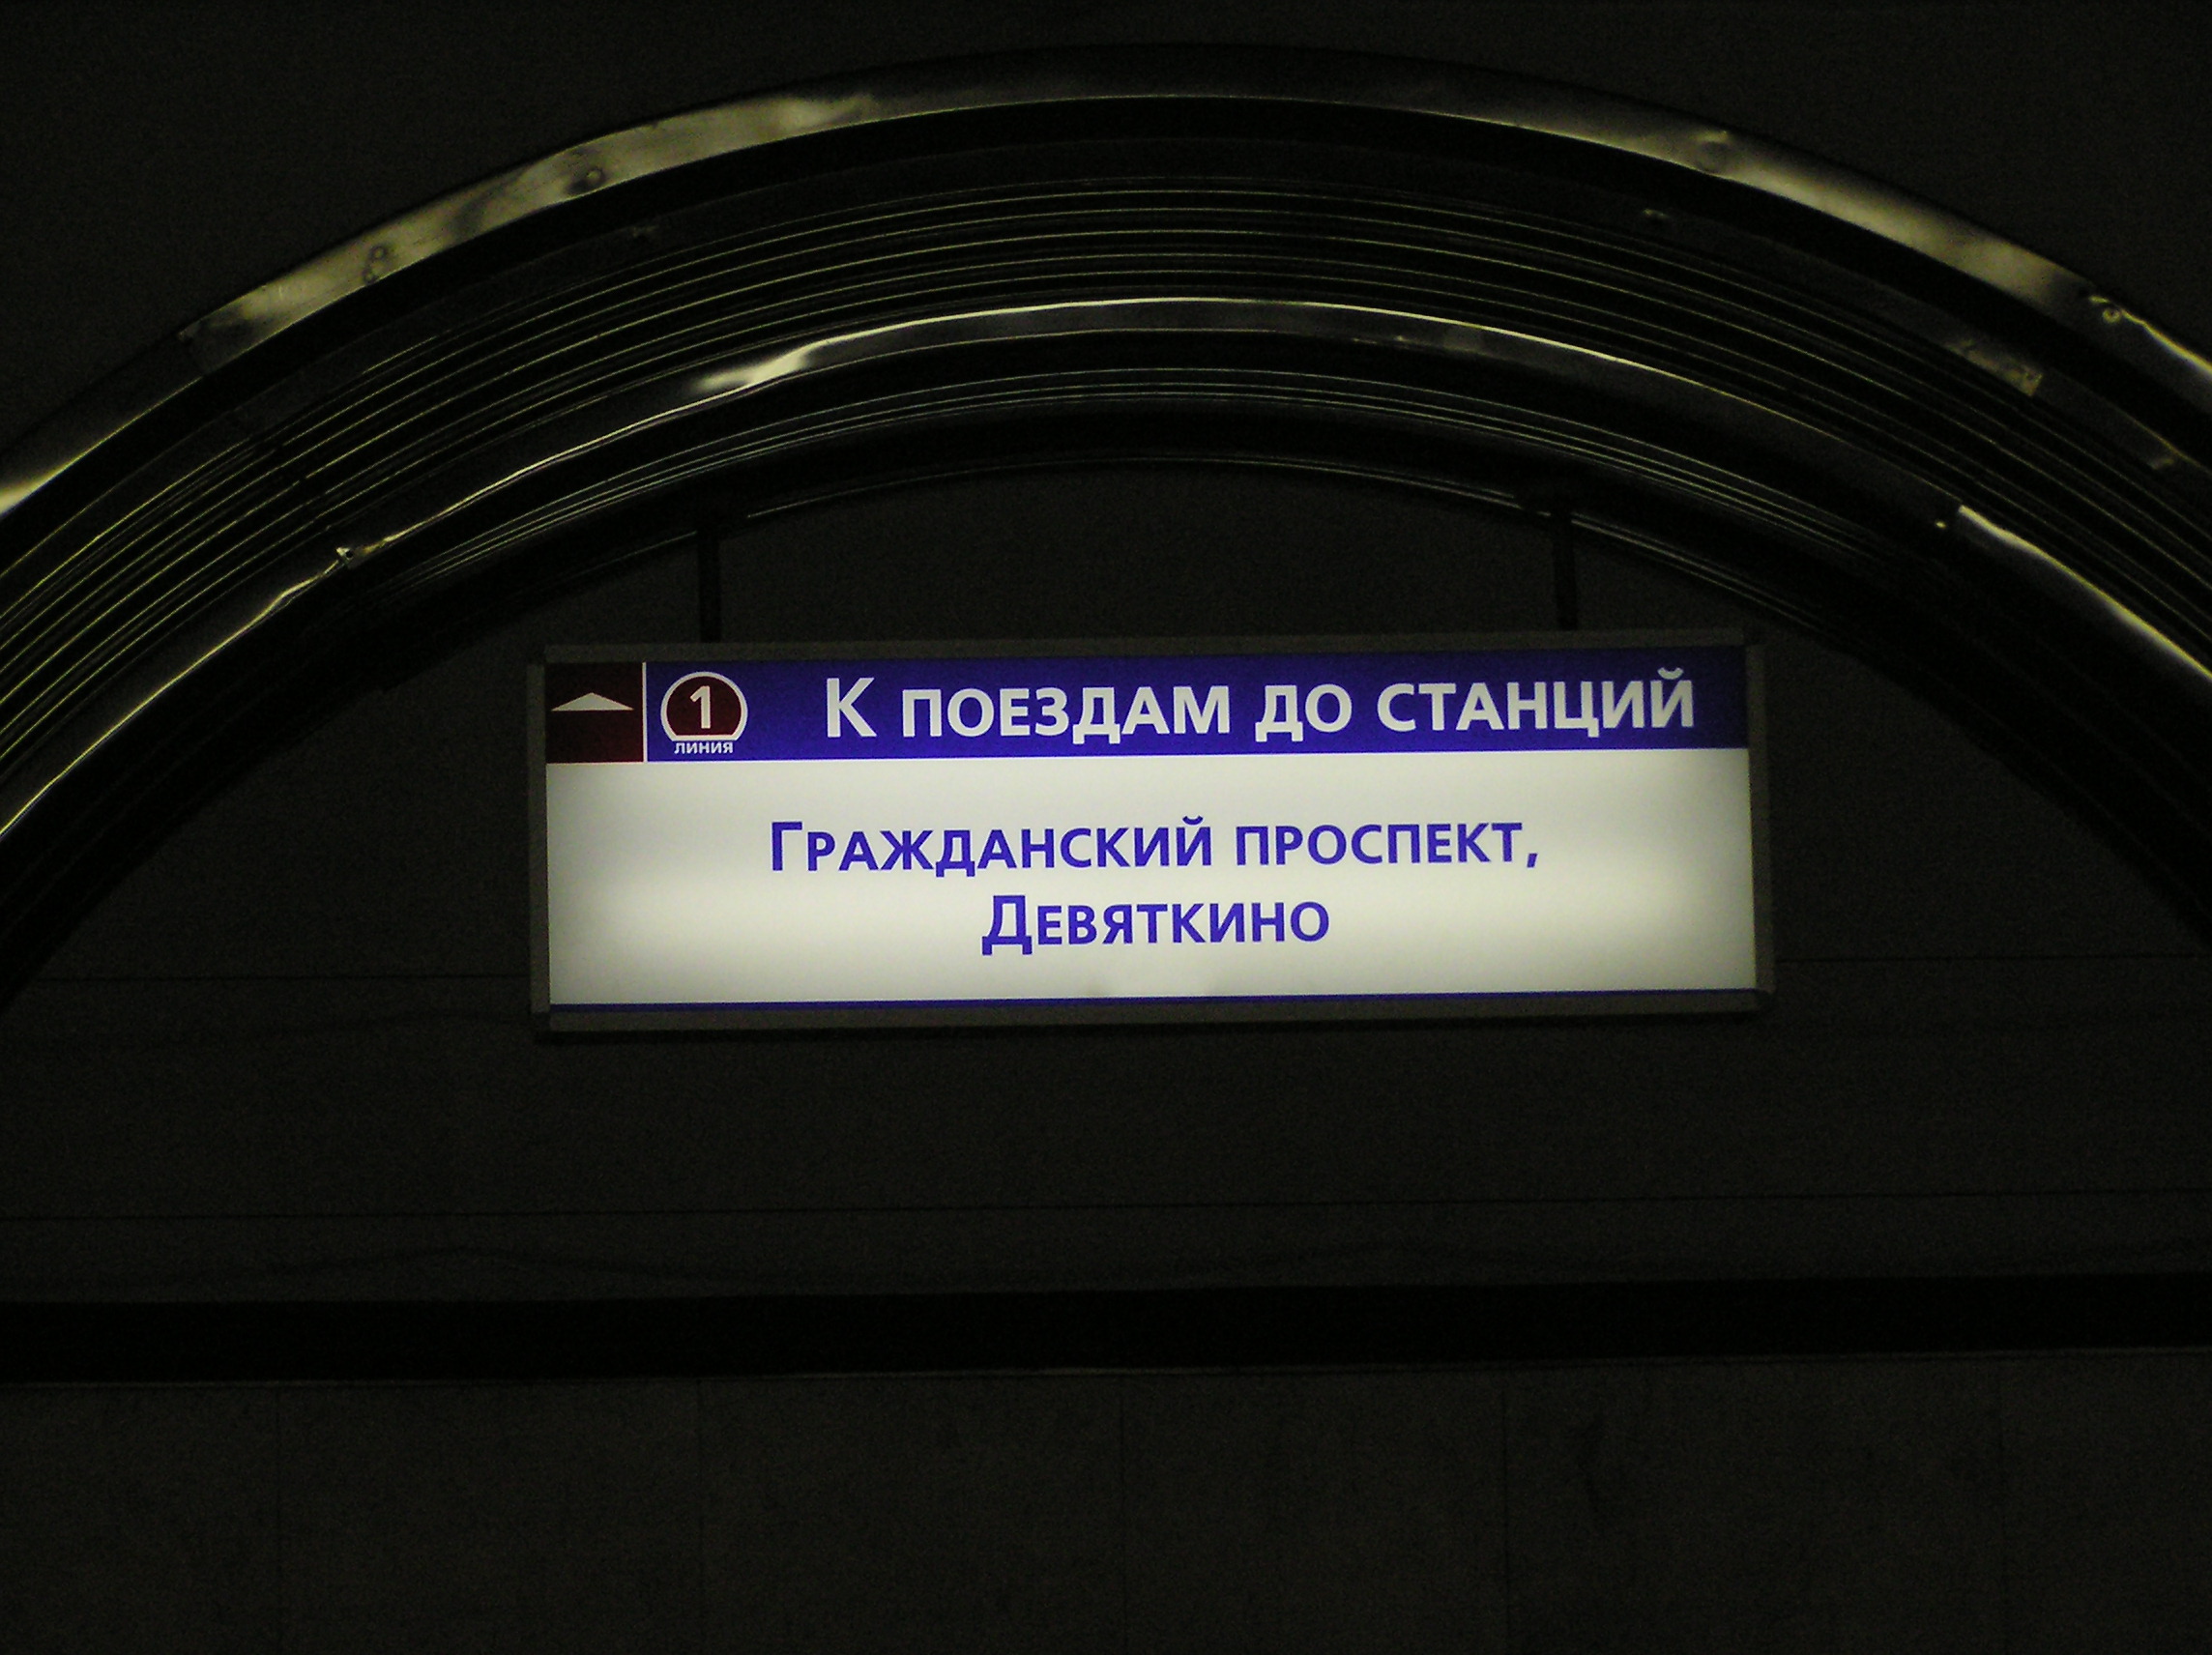 1 К ПОЕЗДАМ ДО СТАНЦИЙ
ЛИНИЯ
ГРАЖДАНСКИЙ ПРОСПЕКТ,
ДЕВЯТКИНО